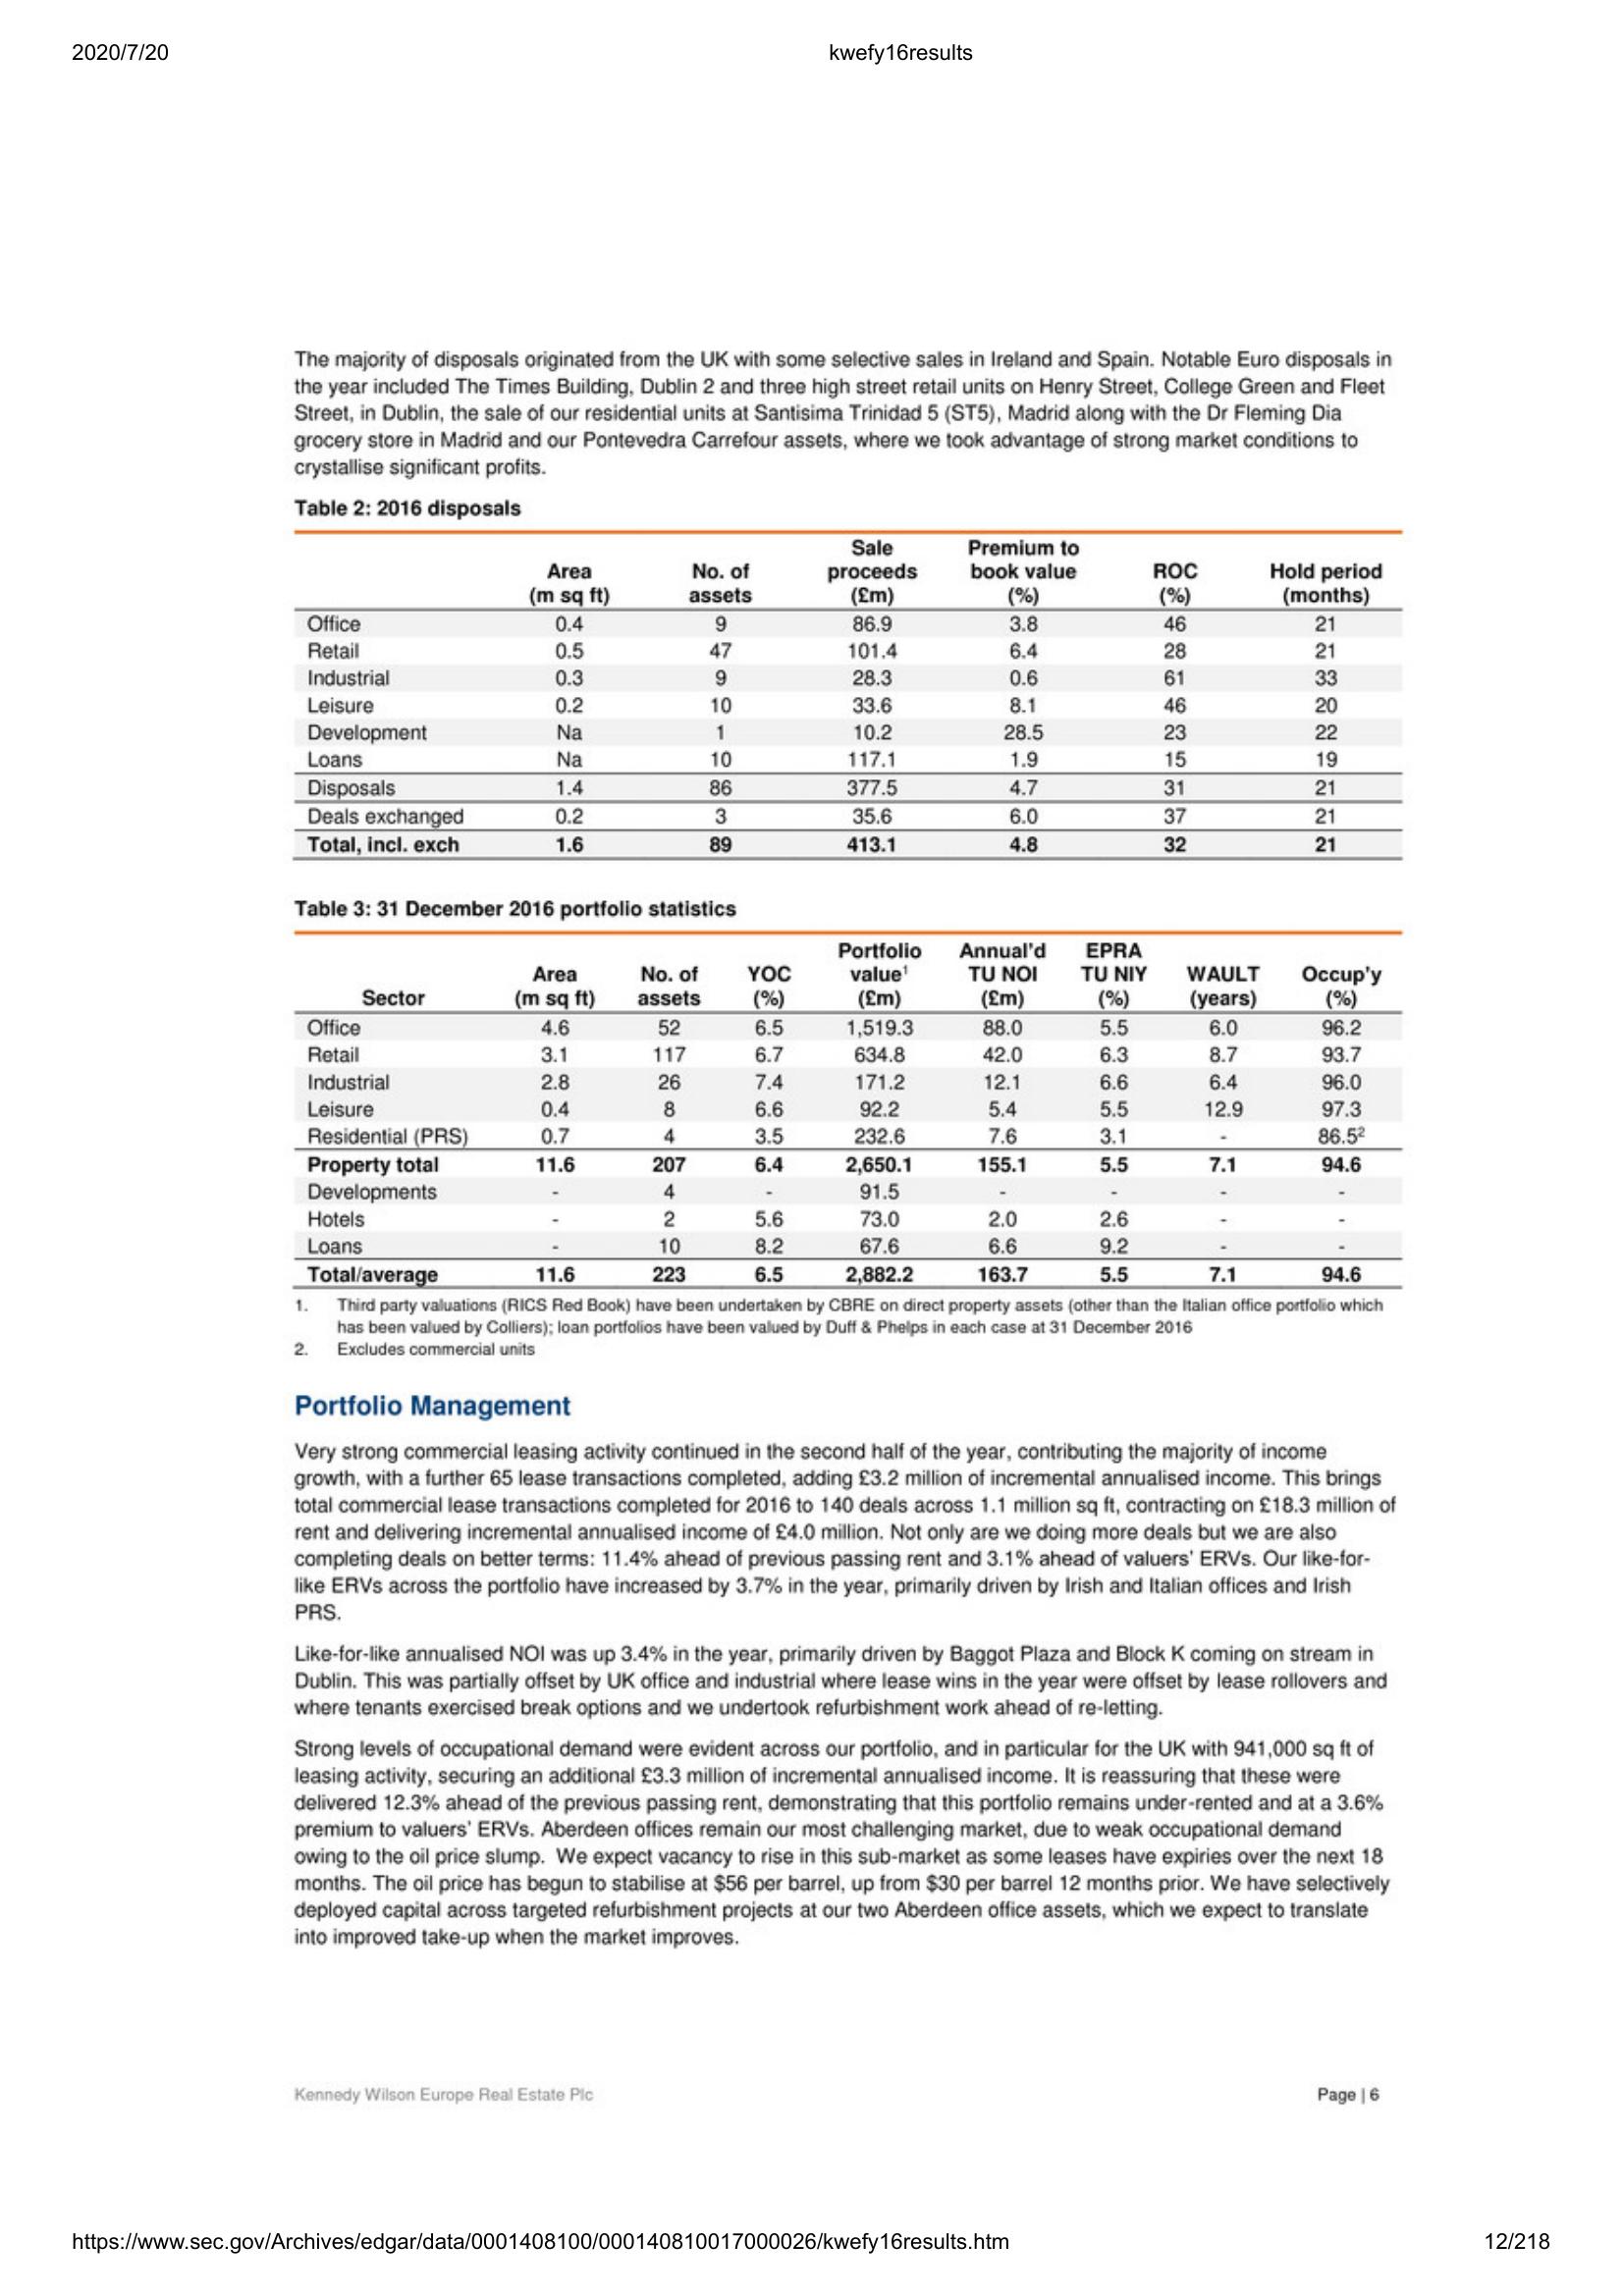 2020/7/20 kwefy16results
The majority of disposals originated from the UK with some selective sales in Ireland and Spain. Notable Euro disposals in
the year included The Times Building, Dublin 2 and three high street retail units on Henry Street, College Green and Fleet
Street, in Dublin, the sale of our residential units at Santisima Trinidad 5 (ST5), Madrid along with the Dr Fleming Dia
grocery store in Madrid and our Pontevedra Carrefour assets, where we took advantage of strong market conditions to
crystallise significant profits.
Table 2: 2016 disposals
Sale Premium to
Area No. of proceeds book value ROC Hold period
(m sq ft) assets (£m) (%) (%) (months)
Office 0.4 9 86.9 3.8 46 21
Retail 0.5 47 101.4 6.4 28 21
Industrial 0.3 9 28.3 0.6 61 33
Leisure 0.2 10 33.6 8.1 46 20
Development Na 1 10.2 28.5 23 22
Loans Na 10 117.1 1.9 15 19
Disposals 1.4 86 377.5 4.7 31 21
Deals exchanged 0.2 3 35.6 6.0 37 21
Total, incl. exch 1.6 89 413.1 4.8 32 21
Table 3: 31 December 2016 portfolio statistics
Portfolio Annual'd EPRA
Area No. of YOC value¹ TU NOI TU NIY WAULT Occup'y
Sector (m sq ft) assets (%) (£m) (£m) (%) (years) (%)
Office 4.6 52 6.5 1,519.3 88.0 5.5 6.0 96.2
Retail 3.1 117 6.7 634.8 42.0 6.3 8.7 93.7
Industrial 2.8 26 7.4 171.2 12.1 6.6 6.4 96.0
Leisure 0.4 8 6.6 92.2 5.4 5.5 12.9 97.3
Residential (PRS) 0.7 4 3.5 232.6 7.6 3.1 - 86.5²
Property total 11.6 207 6.4 2,650.1 155.1 5.5 7.1 94.6
Developments - 4 - 91.5 - - - -
Hotels - 2 5.6 73.0 2.0 2.6 - -
Loans - 10 8.2 67.6 6.6 9.2 - -
Total/average 11.6 223 6.5 2,882.2 163.7 5.5 7.1 94.6
1. Third party valuations (RICS Red Book) have been undertaken by CBRE on direct property assets (other than the Italian office portfolio which
has been valued by Colliers); loan portfolios have been valued by Duff & Phelps in each case at 31 December 2016
2. Excludes commercial units
Portfolio Management
Very strong commercial leasing activity continued in the second half of the year, contributing the majority of income
growth, with a further 65 lease transactions completed, adding £3.2 million of incremental annualised income. This brings
total commercial lease transactions completed for 2016 to 140 deals across 1.1 million sq ft, contracting on £18.3 million of
rent and delivering incremental annualised income of £4.0 million. Not only are we doing more deals but we are also
completing deals on better terms: 11.4% ahead of previous passing rent and 3.1% ahead of valuers' ERVs. Our like-for-
like ERVs across the portfolio have increased by 3.7% in the year, primarily driven by Irish and Italian offices and Irish
PRS.
Like-for-like annualised NOI was up 3.4% in the year, primarily driven by Baggot Plaza and Block K coming on stream in
Dublin. This was partially offset by UK office and industrial where lease wins in the year were offset by lease rollovers and
where tenants exercised break options and we undertook refurbishment work ahead of re-letting.
Strong levels of occupational demand were evident across our portfolio, and in particular for the UK with 941,000 sq ft of
leasing activity, securing an additional £3.3 million of incremental annualised income. It is reassuring that these were
delivered 12.3% ahead of the previous passing rent, demonstrating that this portfolio remains under-rented and at a 3.6%
premium to valuers' ERVs. Aberdeen offices remain our most challenging market, due to weak occupational demand
owing to the oil price slump. We expect vacancy to rise in this sub-market as some leases have expiries over the next 18
months. The oil price has begun to stabilise at $56 per barrel, up from $30 per barrel 12 months prior. We have selectively
deployed capital across targeted refurbishment projects at our two Aberdeen office assets, which we expect to translate
into improved take-up when the market improves.
Kennedy Wilson Europe Real Estate Plc Page | 6
https://www.sec.gov/Archives/edgar/data/0001408100/000140810017000026/kwefy16results.htm 12/218